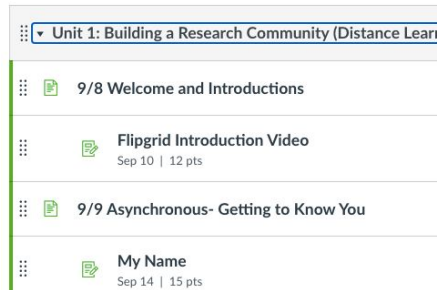 Unit 1: Building a Research Community (Distance Lear
9/8 Welcome and Introductions
Flipgrid Introduction Video
Sep 10 | 12 pts
9/9 Asynchronous- Getting to Know You
My Name
Sep 14 | 15 pts